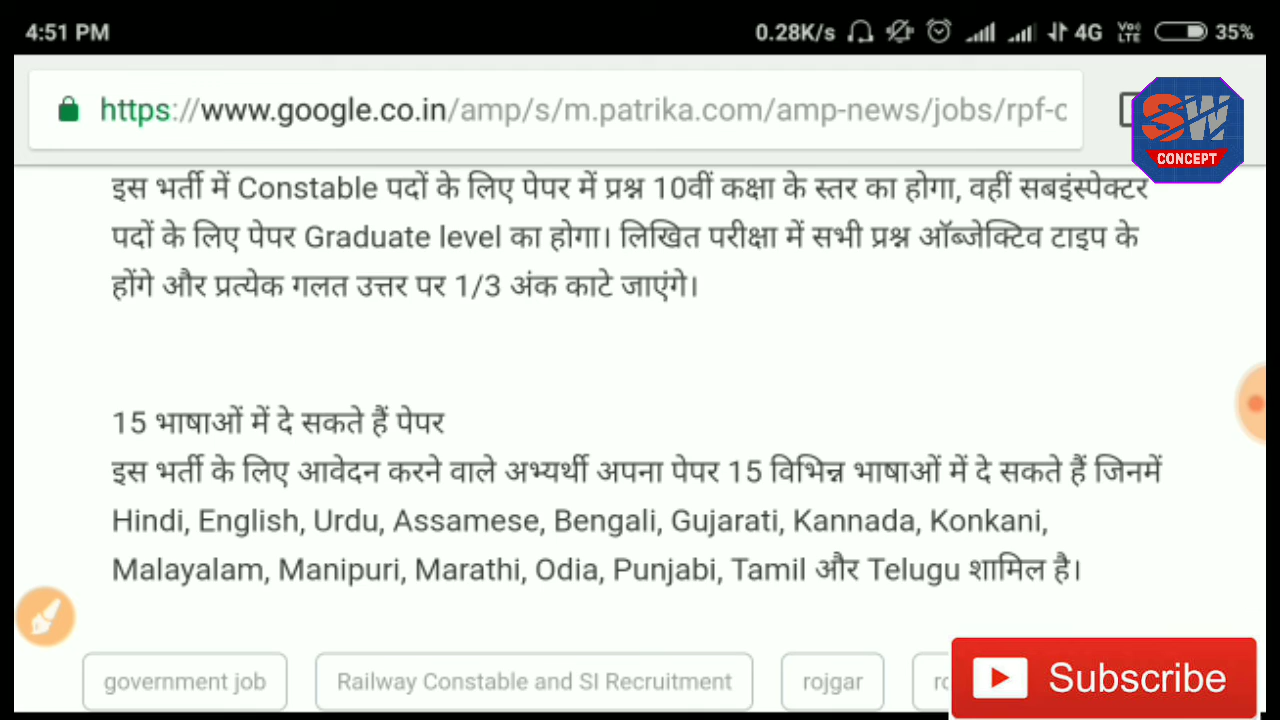 4:51 PM 0.28K/s 4G VoLTE 35%
https://www.google.co.in/amp/s/m.patrika.com/amp-news/jobs/rpf-c
SW
CONCEPT
इस भर्ती में Constable पदों के लिए पेपर में प्रश्न 10वीं कक्षा के स्तर का होगा, वहीं सबइंस्पेक्टर
पदों के लिए पेपर Graduate level का होगा। लिखित परीक्षा में सभी प्रश्न ऑब्जेक्टिव टाइप के
होंगे और प्रत्येक गलत उत्तर पर 1/3 अंक काटे जाएंगे।
15 भाषाओं में दे सकते हैं पेपर
इस भर्ती के लिए आवेदन करने वाले अभ्यर्थी अपना पेपर 15 विभिन्न भाषाओं में दे सकते हैं जिनमें
Hindi, English, Urdu, Assamese, Bengali, Gujarati, Kannada, Konkani,
Malayalam, Manipuri, Marathi, Odia, Punjabi, Tamil और Telugu शामिल है।
government job Railway Constable and SI Recruitment rojgar
Subscribe